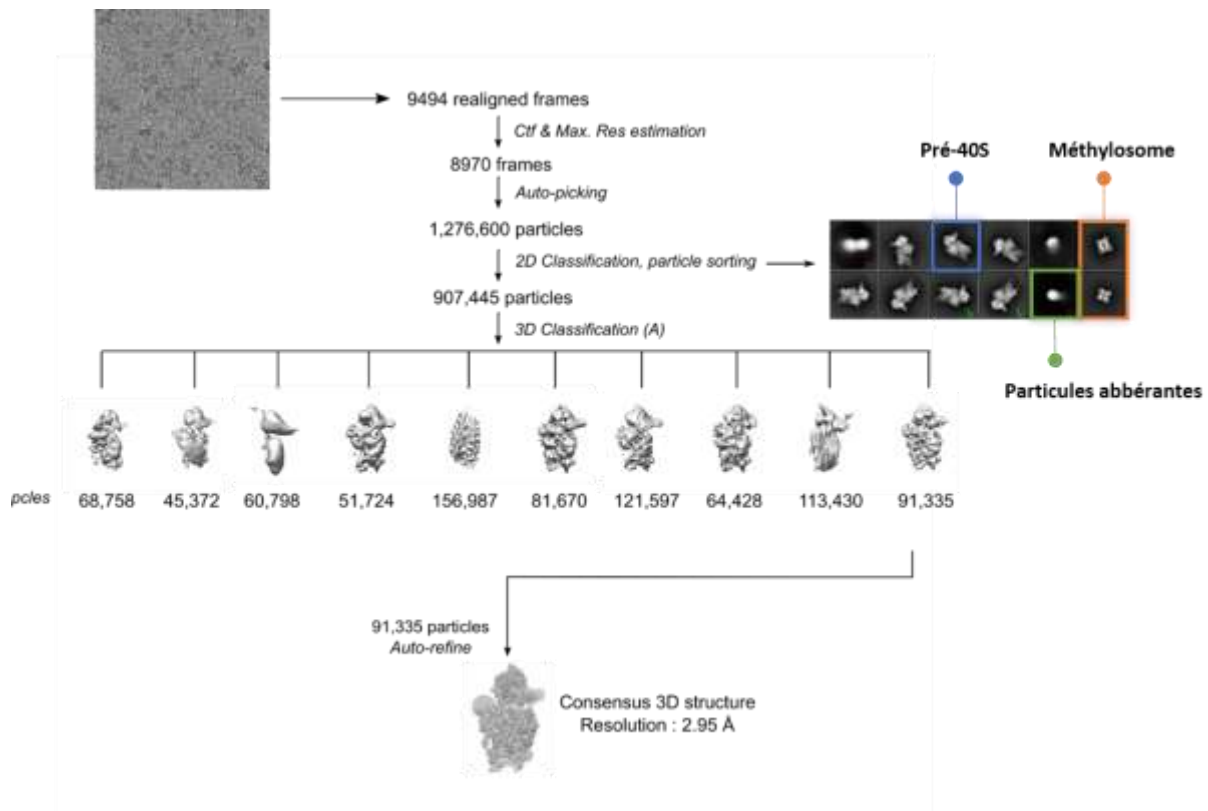 9494 realigned frames
Ctf & Max. Res estimation
8970 frames
Auto-picking
1,276,600 particles
2D Classification, particle sorting
907,445 particles
3D Classification (A)
Pré-40S
Méthylosome
Particules abbérantes
pcles 68,758 45,372 60,798 51,724 156,987 81,670 121,597 64,428 113,430 91,335
91,335 particles
Auto-refine
Consensus 3D structure
Resolution : 2.95 Å